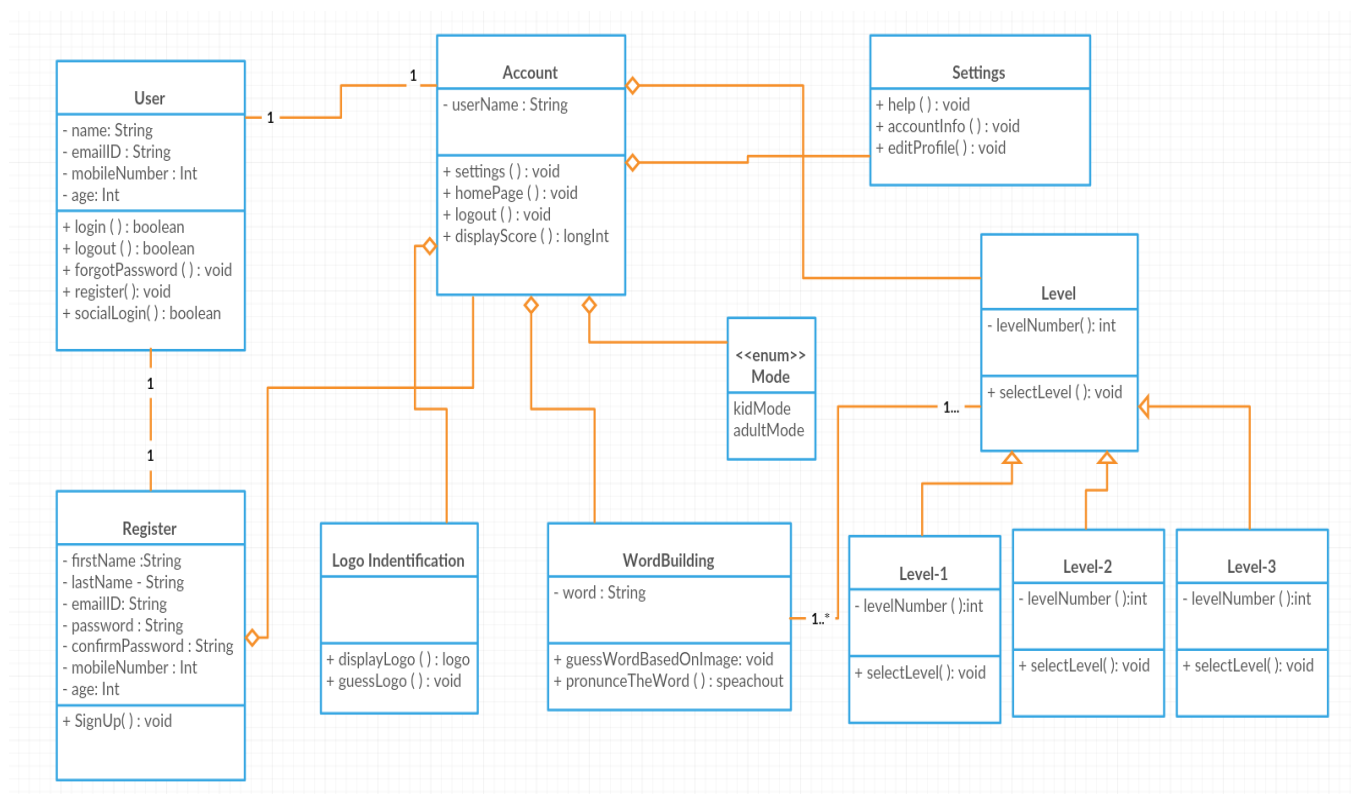 User
- name: String
- emailID : String
- mobileNumber : Int
- age: Int
+ login ( ) : boolean
+ logout ( ) : boolean
+ forgotPassword ( ) : void
+ register( ): void
+ socialLogin( ) : boolean
1
1
Account
- userName : String
+ settings ( ) : void
+ homePage ( ) : void
+ logout ( ) : void
+ displayScore ( ) : longInt
Settings
+ help ( ) : void
+ accountInfo ( ) : void
+ editProfile( ) : void
Level
- levelNumber( ): int
+ selectLevel ( ): void
<<enum>>
Mode
kidMode
adultMode
1
1
1...
1..*
Register
- firstName :String
- lastName - String
- emailID: String
- password : String
- confirmPassword : String
- mobileNumber : Int
- age: Int
+ SignUp( ) : void
Logo Indentification
+ displayLogo ( ) : logo
+ guessLogo ( ) : void
WordBuilding
- word : String
+ guessWordBasedOnImage: void
+ pronunceTheWord ( ) : speachout
Level-1
- levelNumber ( ):int
+ selectLevel( ): void
Level-2
- levelNumber ( ):int
+ selectLevel( ): void
Level-3
- levelNumber ( ):int
+ selectLevel( ): void